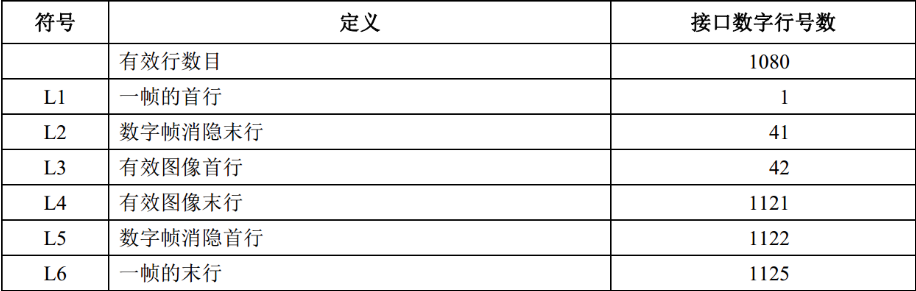 符号 定义 接口数字行号数
有效行数目 1080
L1 一帧的首行 1
L2 数字帧消隐末行 41
L3 有效图像首行 42
L4 有效图像末行 1121
L5 数字帧消隐首行 1122
L6 一帧的末行 1125